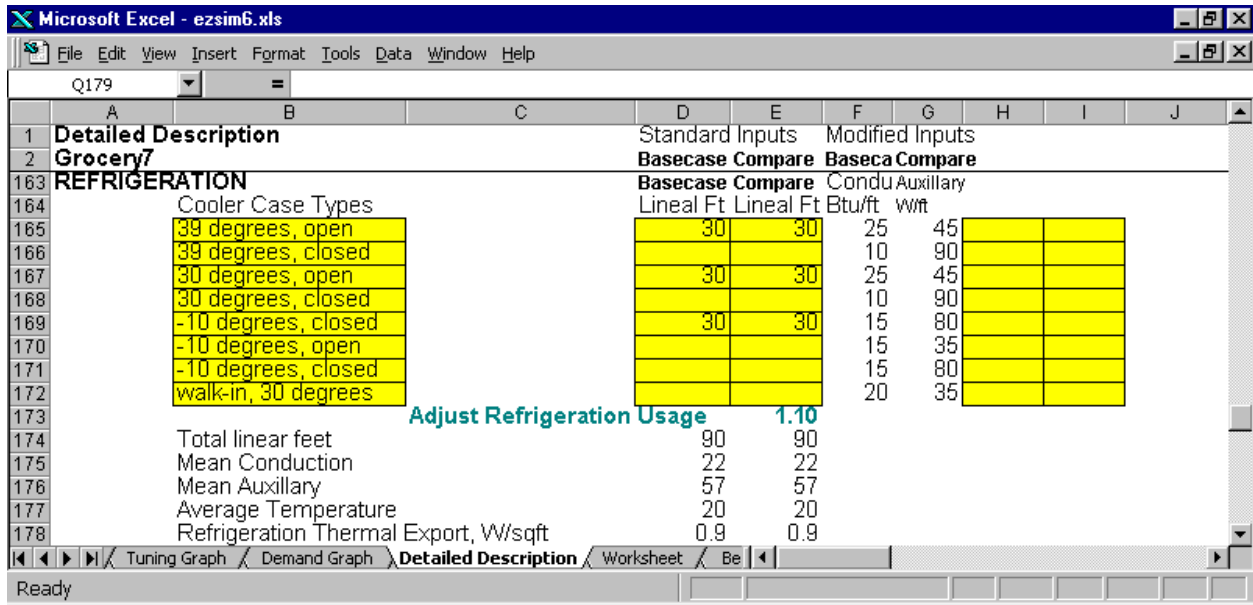 Microsoft Excel - ezsim6.xls
File Edit View Insert Format Tools Data Window Help
Q179 =
A B C D E F G H I J
1 Detailed Description Standard Inputs Modified Inputs
2 Grocery7 Basecase Compare Baseca Compare
163 REFRIGERATION Basecase Compare Condu Auxillary
164 Cooler Case Types Lineal Ft Lineal Ft Btu/ft W/ft
165 39 degrees, open 30 30 25 45
166 39 degrees, closed 10 90
167 30 degrees, open 30 30 25 45
168 30 degrees, closed 10 90
169 -10 degrees, closed 30 30 15 80
170 -10 degrees, open 15 35
171 -10 degrees, closed 15 80
172 walk-in, 30 degrees 20 35
173 Adjust Refrigeration Usage 1.10
174 Total linear feet 90 90
175 Mean Conduction 22 22
176 Mean Auxillary 57 57
177 Average Temperature 20 20
178 Refrigeration Thermal Export, W/sqft 0.9 0.9
Tuning Graph Demand Graph Detailed Description Worksheet Be
Ready